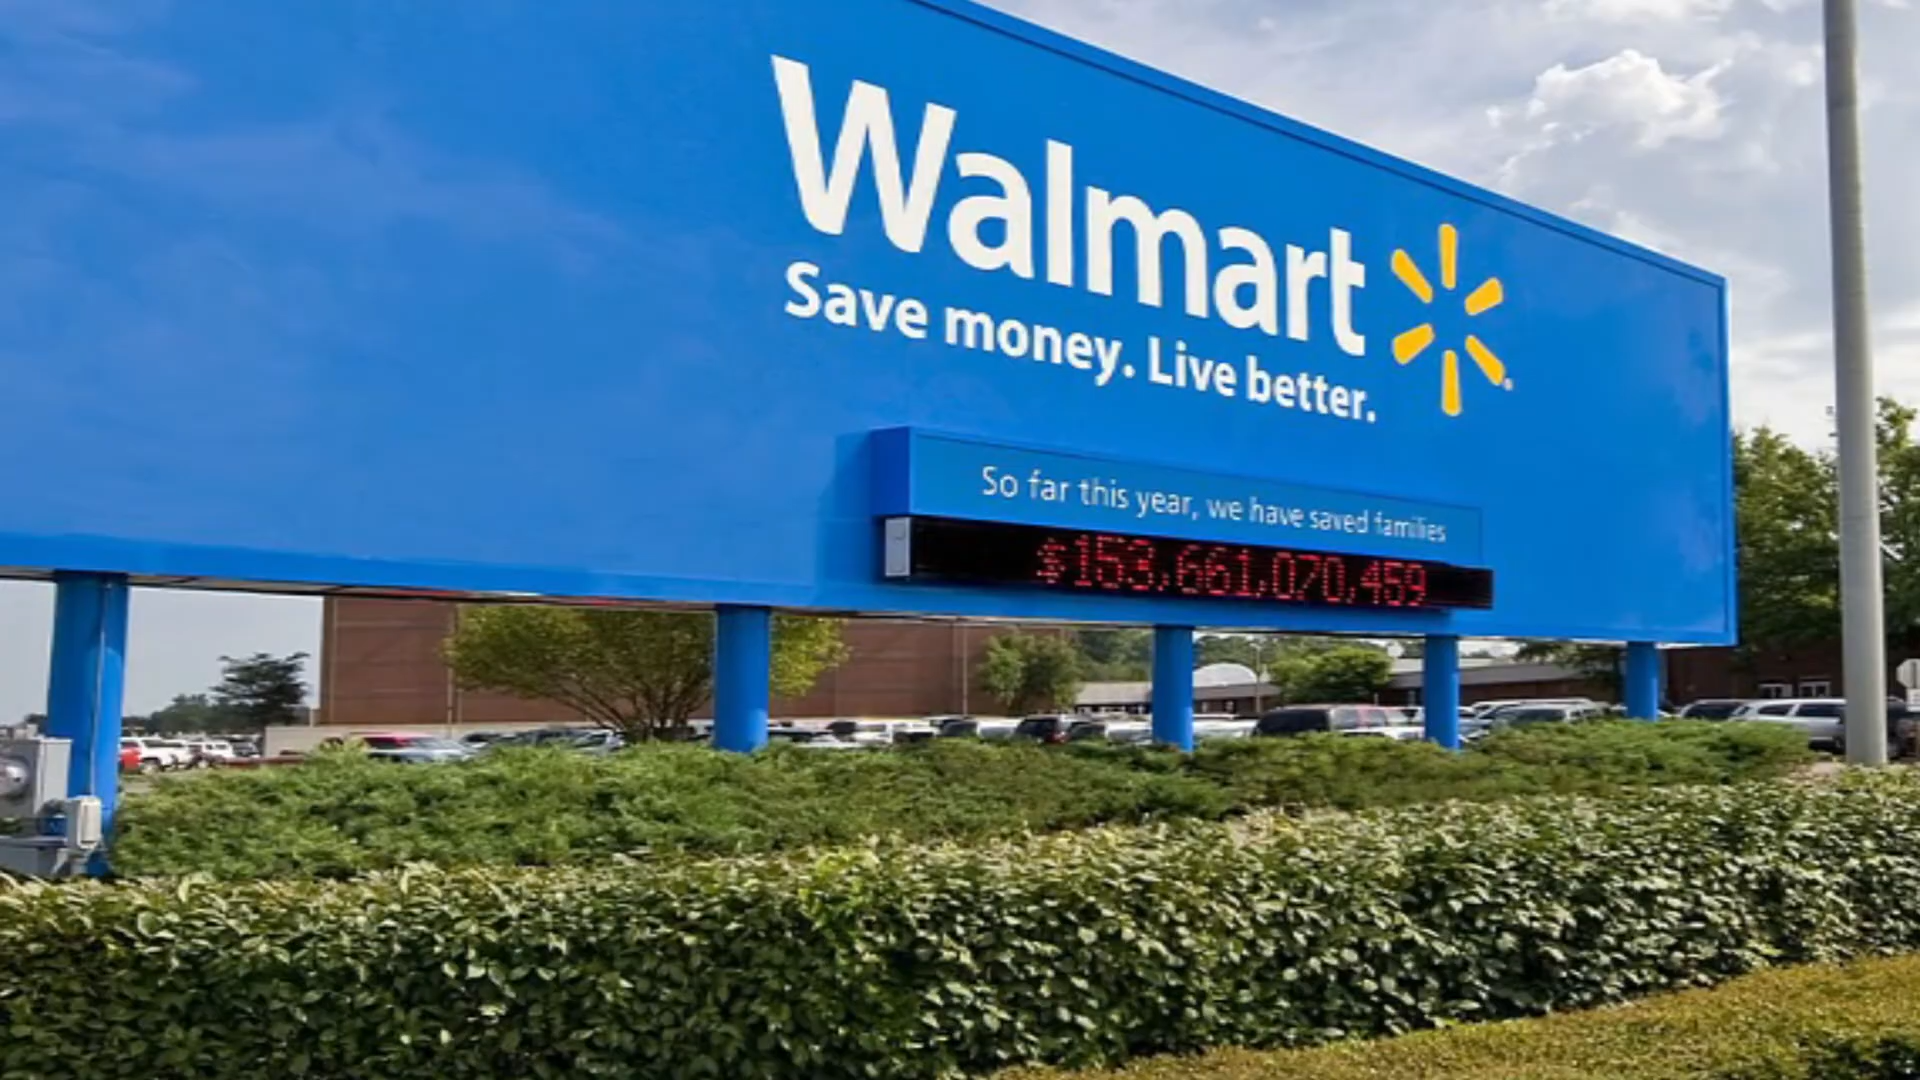 Walmart
Save money. Live better.
So far this year, we have saved families
$153,661,070,459